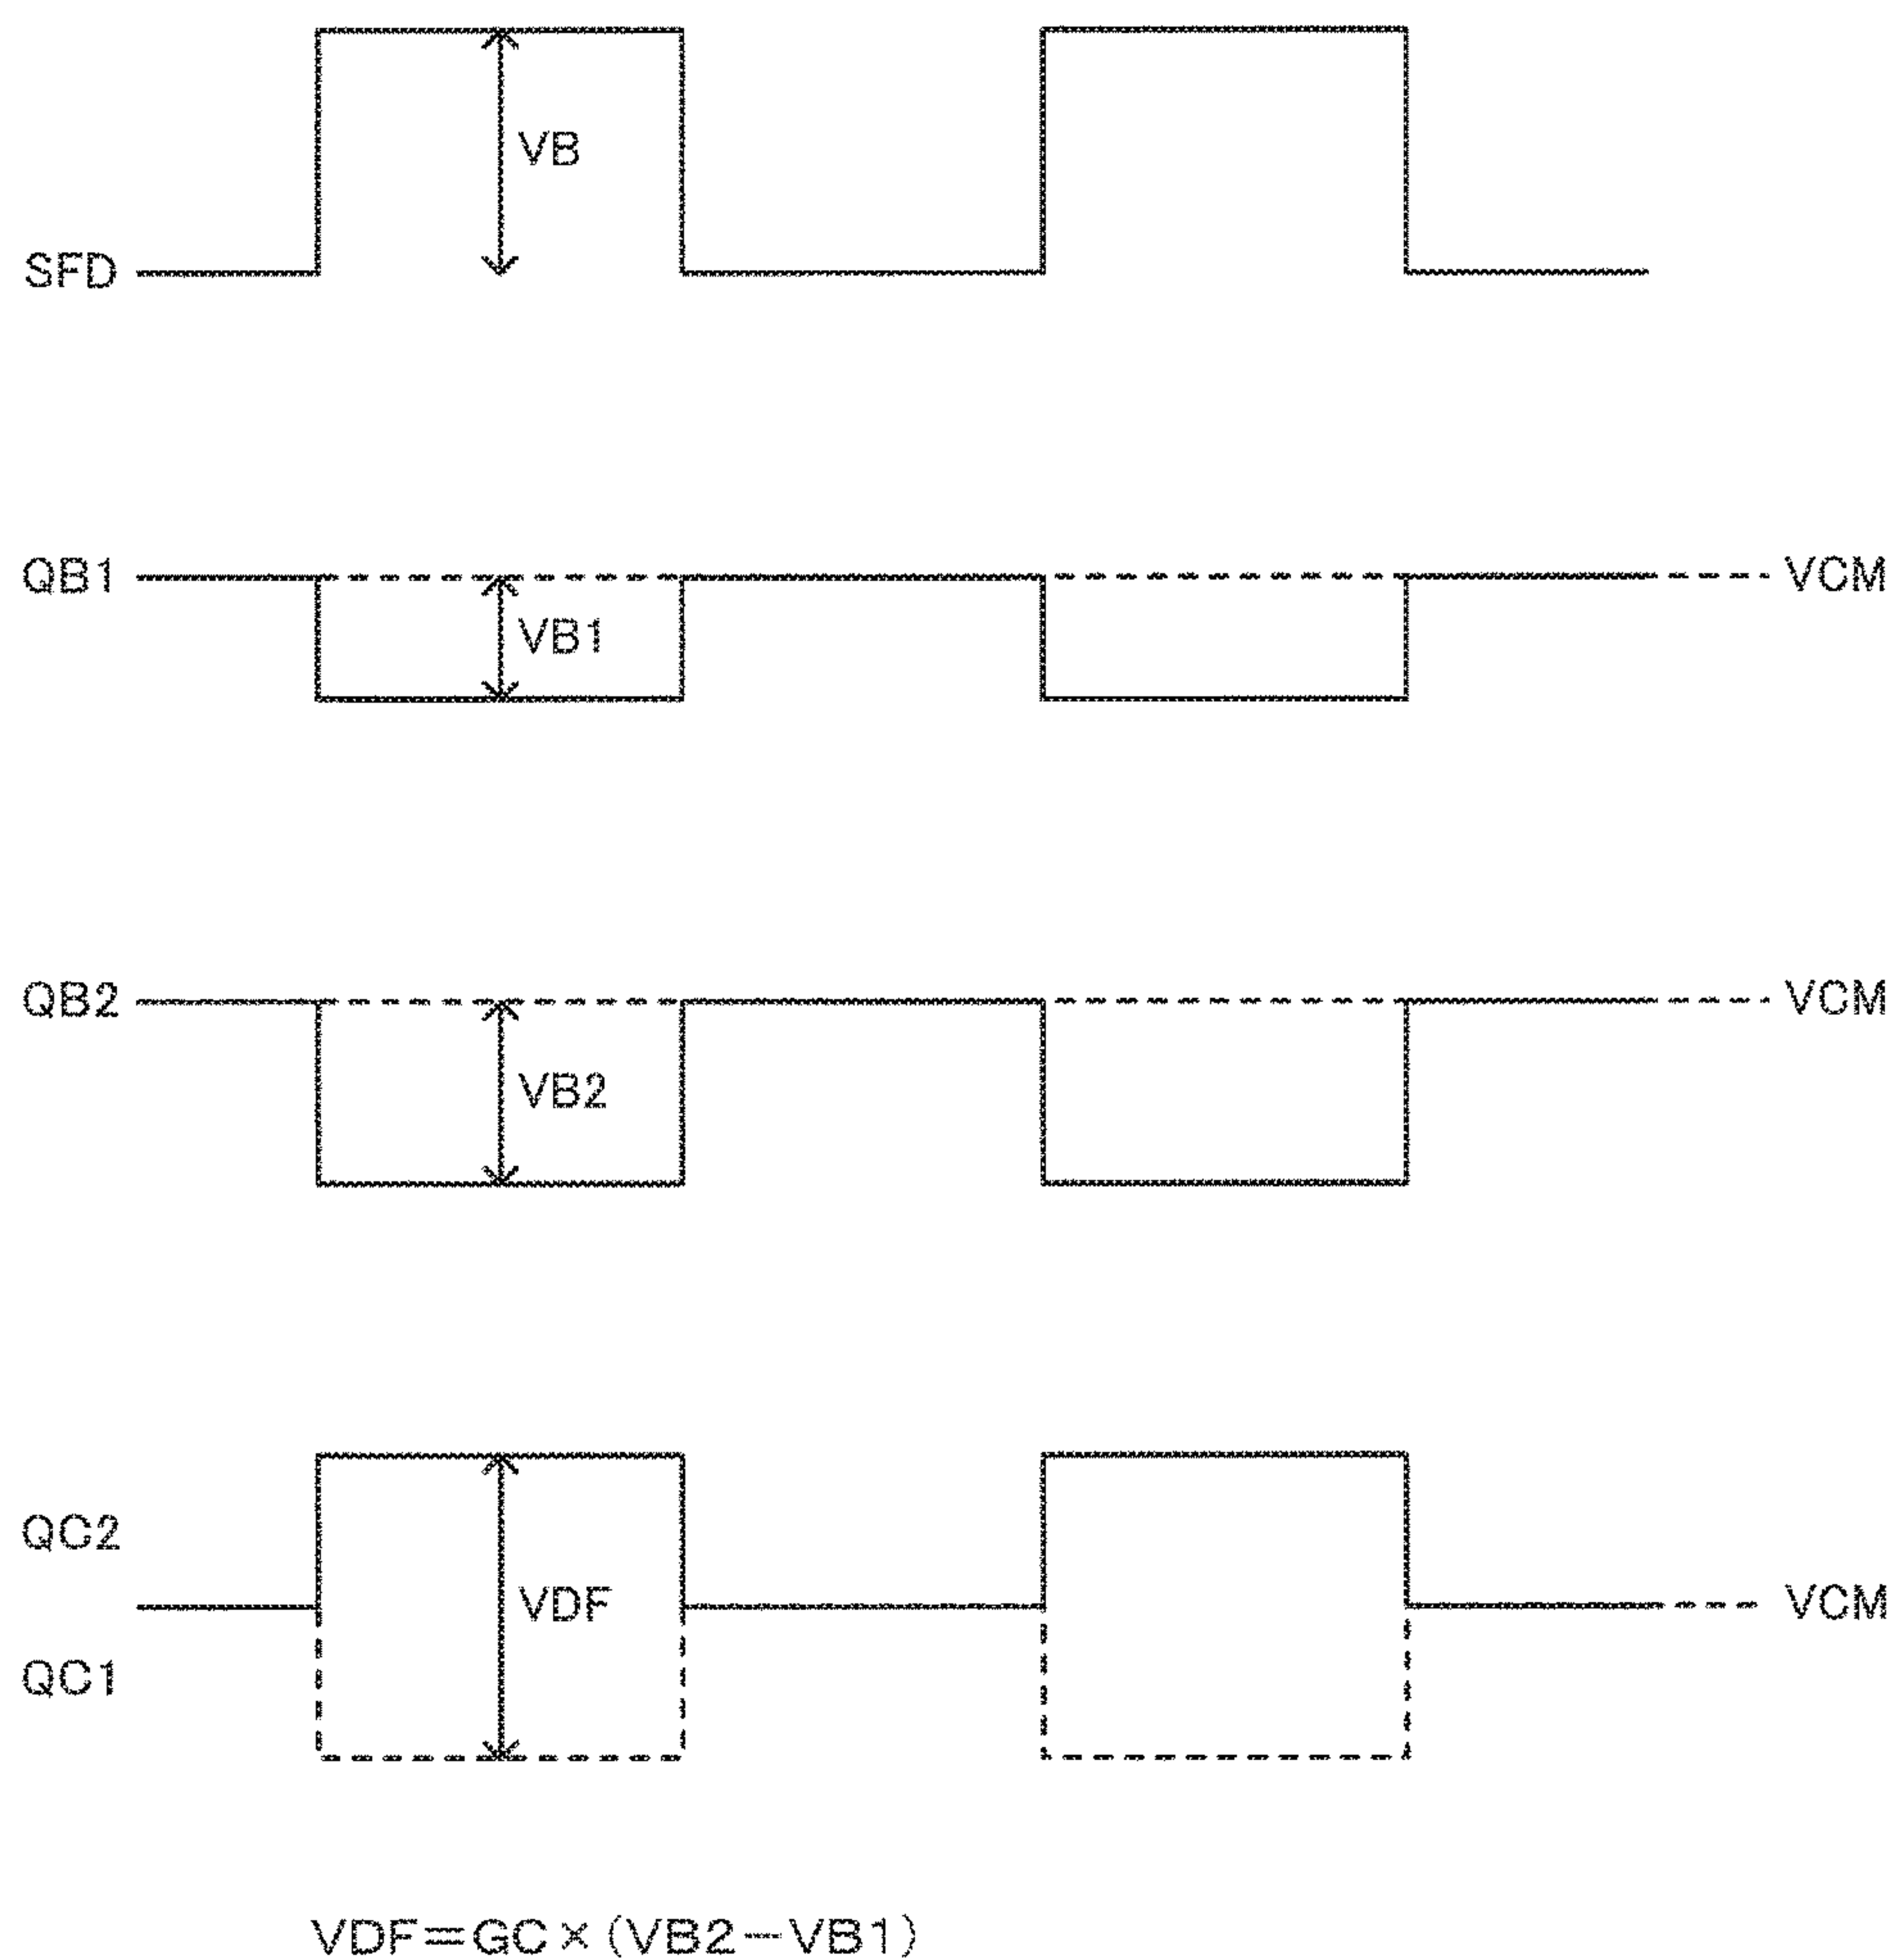 VB
SFD
QB1
VCM
VB1
QB2
VCM
VB2
QC2
VDF
VCM
QC1
VDF=GC×(VB2−VB1)